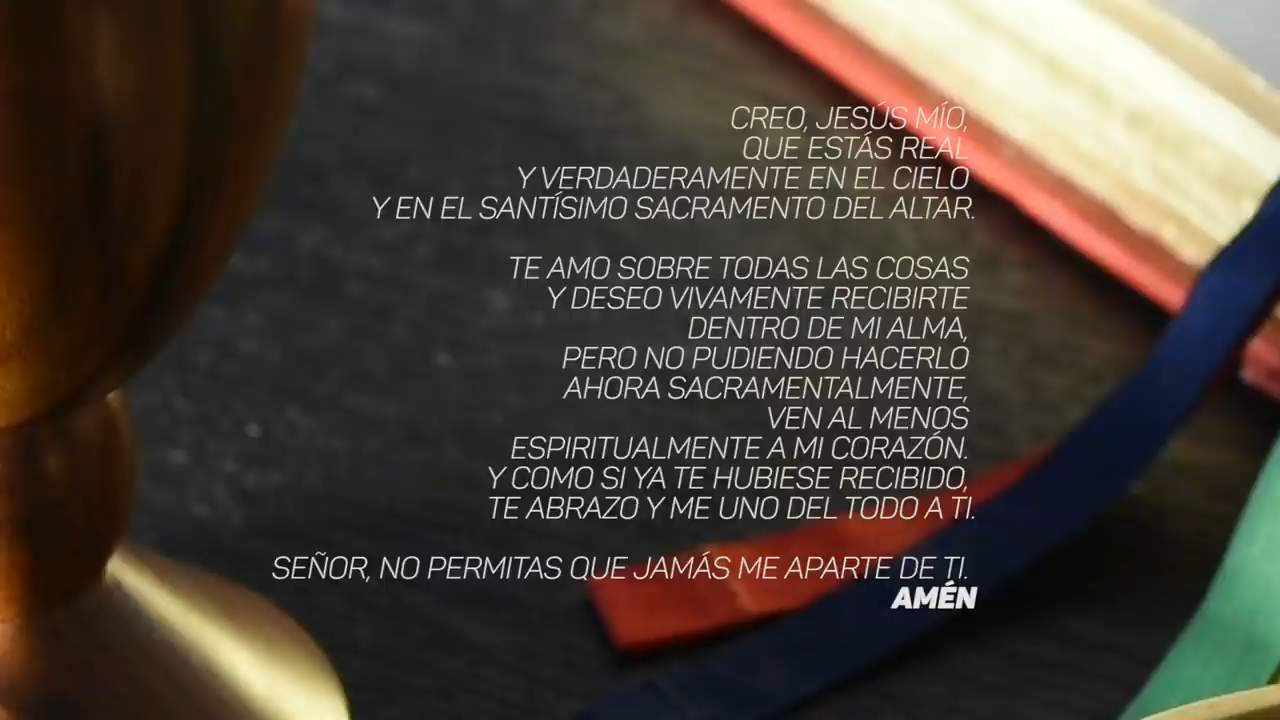 CREO, JESÚS MÍO,
QUE ESTÁS REAL
Y VERDADERAMENTE EN EL CIELO
Y EN EL SANTÍSIMO SACRAMENTO DEL ALTAR.
TE AMO SOBRE TODAS LAS COSAS
Y DESEO VIVAMENTE RECIBIRTE
DENTRO DE MI ALMA,
PERO NO PUDIENDO HACERLO
AHORA SACRAMENTALMENTE,
VEN AL MENOS
ESPIRITUALMENTE A MI CORAZÓN.
Y COMO SI YA TE HUBIESE RECIBIDO,
TE ABRAZO Y ME UNO DEL TODO A TI.
SEÑOR, NO PERMITAS QUE JAMÁS ME APARTE DE TI.
AMÉN